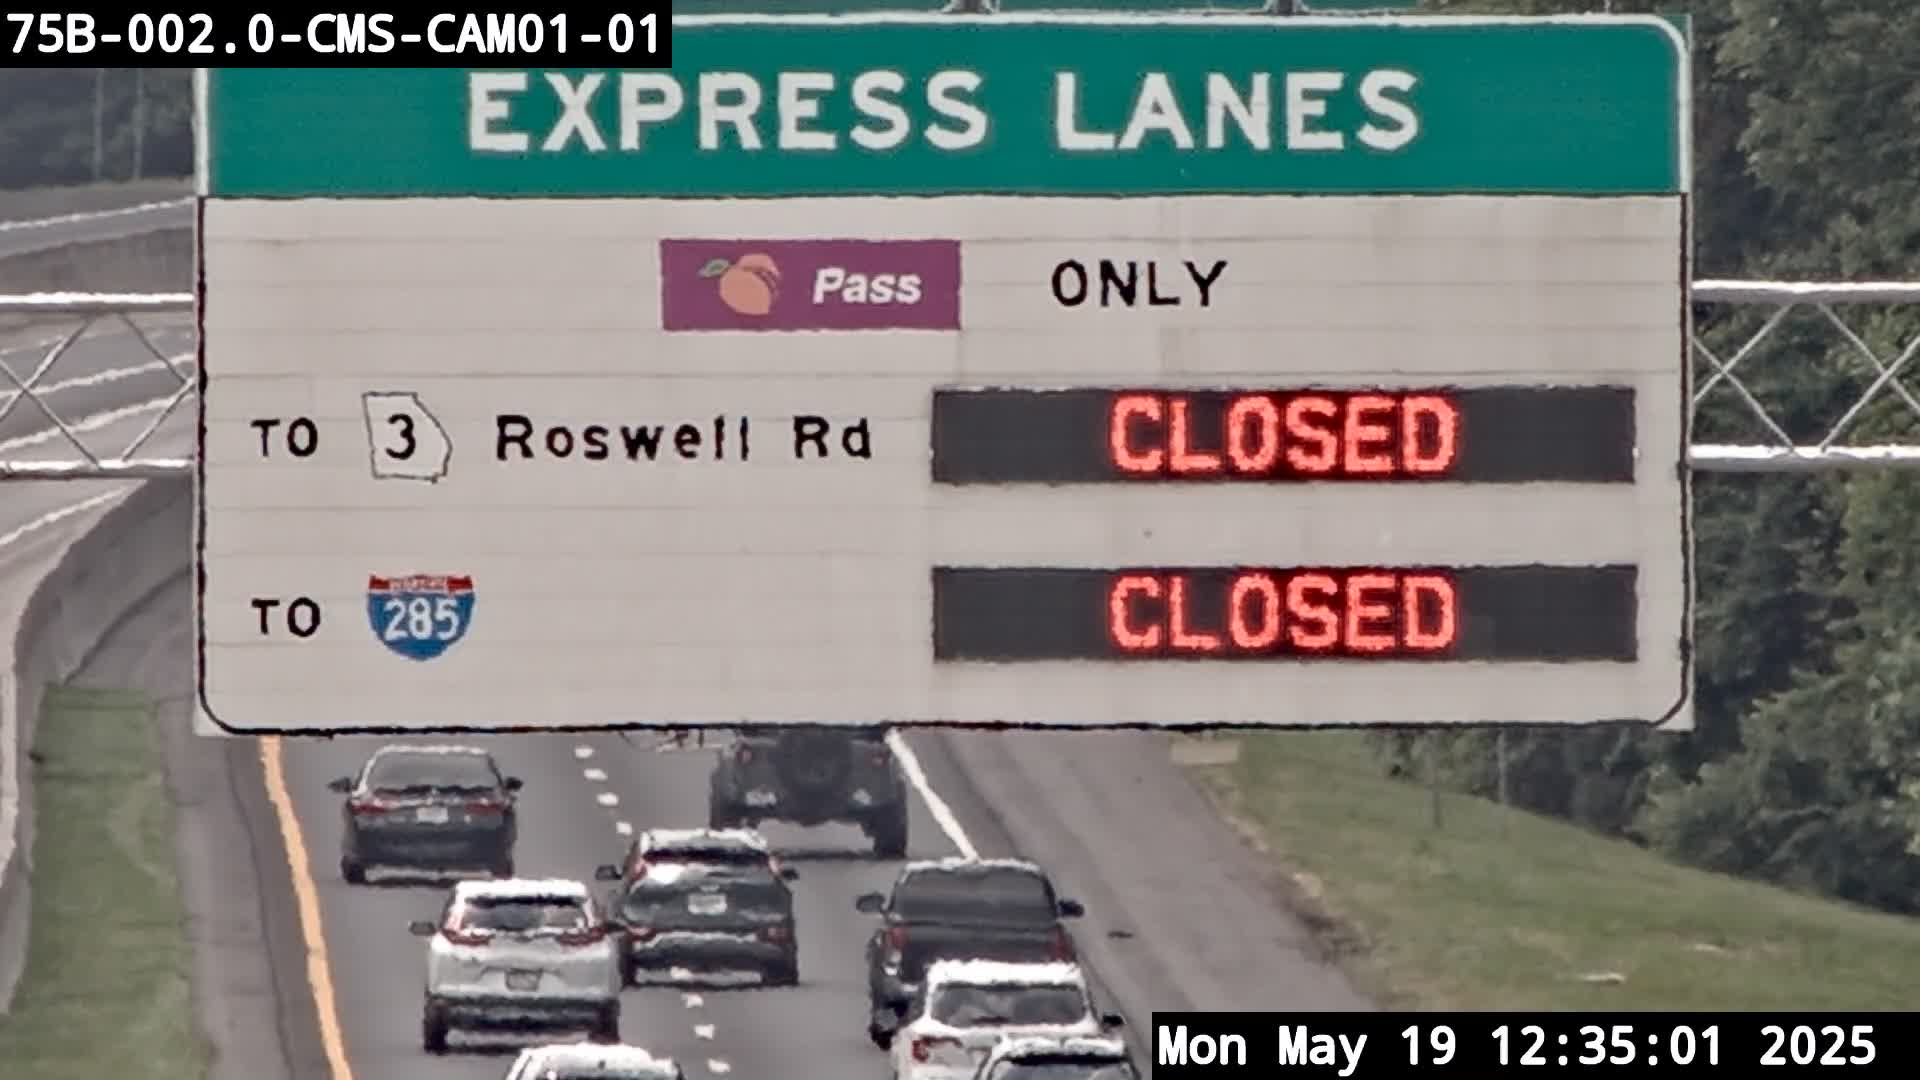 75B-002.0-CMS-CAM01-01
EXPRESS LANES
Pass ONLY
TO 3 Roswell Rd CLOSED
TO INTERSTATE 285 CLOSED
Mon May 19 12:35:01 2025